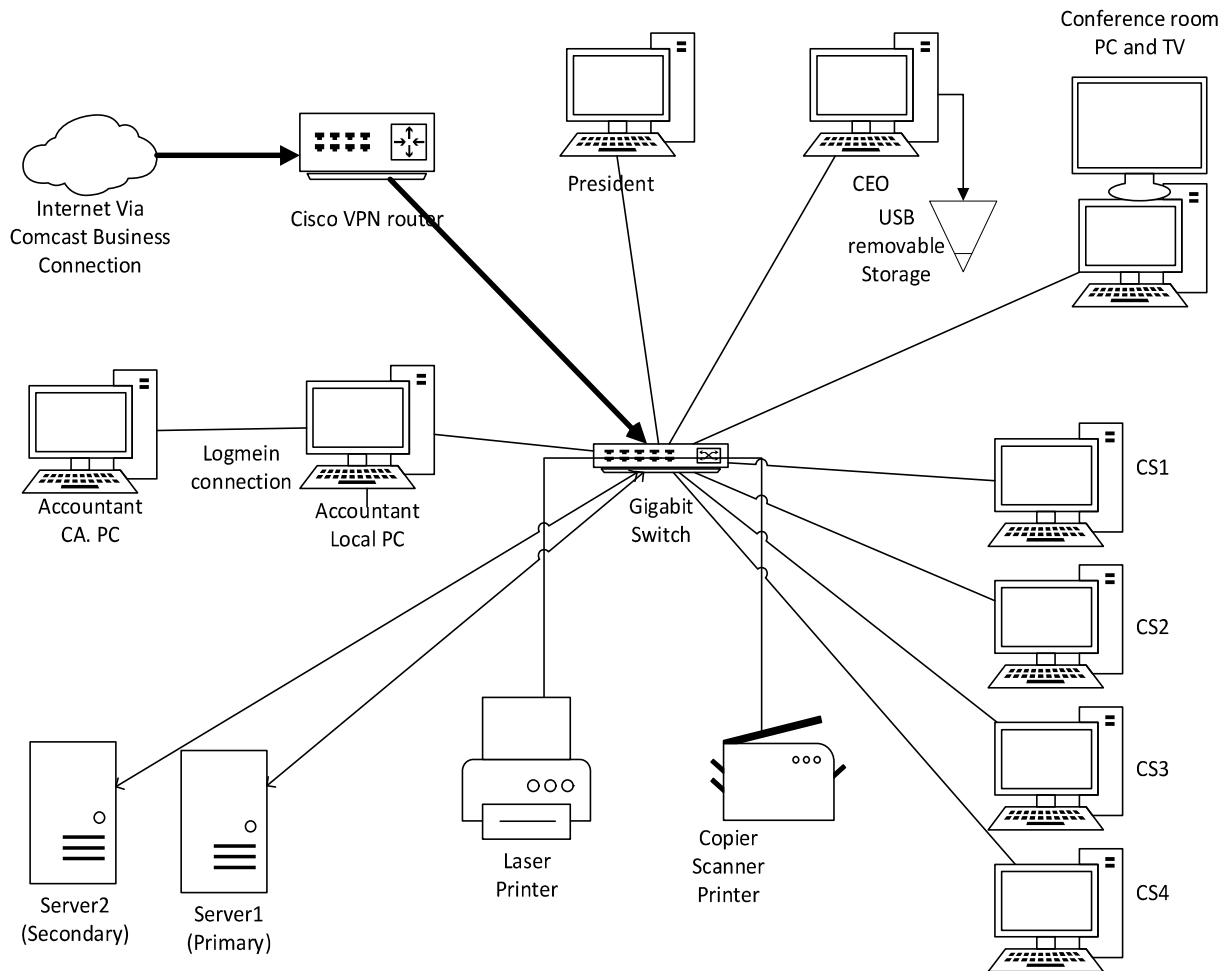 Conference room
PC and TV
Internet Via
Comcast Business
Connection
Cisco VPN router
President
CEO
USB
removable
Storage
Logmein
connection
Accountant
CA. PC
Accountant
Local PC
Gigabit
Switch
CS1
CS2
CS3
CS4
Laser
Printer
Copier
Scanner
Printer
Server2
(Secondary)
Server1
(Primary)